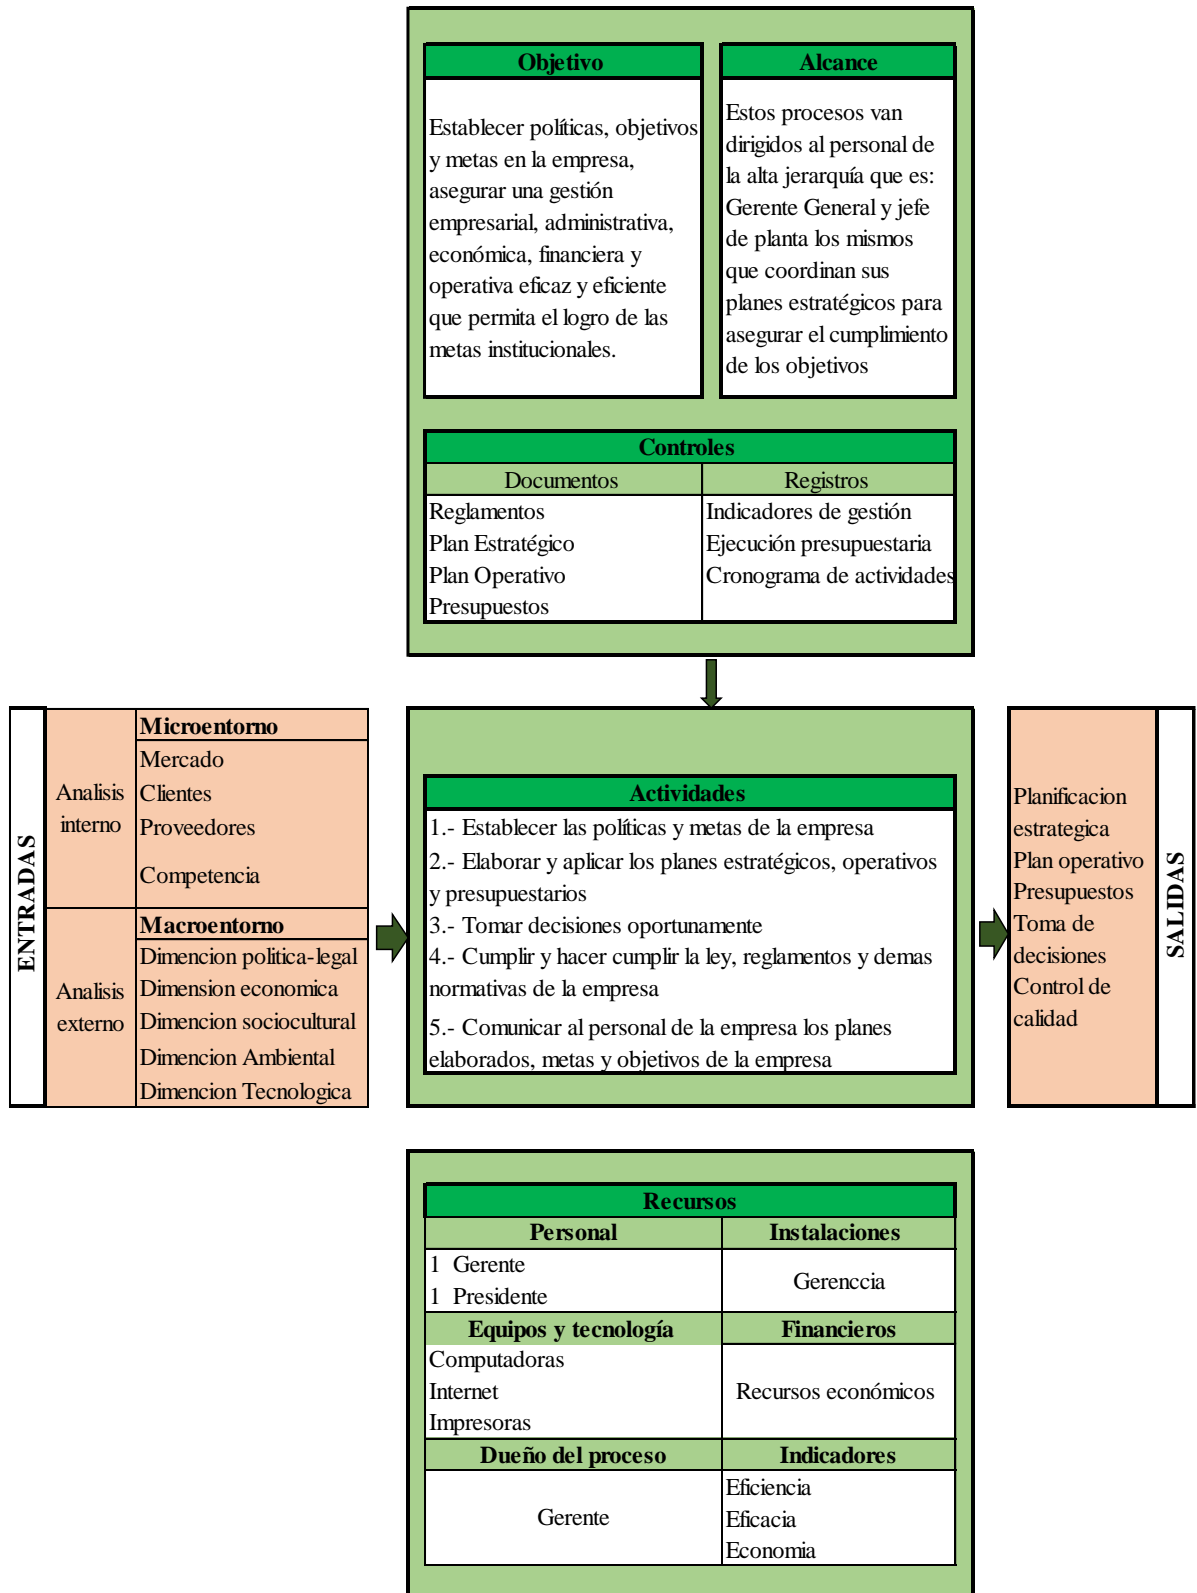 Objetivo
Establecer políticas, objetivos
y metas en la empresa,
asegurar una gestión
empresarial, administrativa,
económica, financiera y
operativa eficaz y eficiente
que permita el logro de las
metas institucionales.
Alcance
Estos procesos van
dirigidos al personal de
la alta jerarquía que es:
Gerente General y jefe
de planta los mismos
que coordinan sus
planes estratégicos para
asegurar el cumplimiento
de los objetivos
Controles
Documentos
Reglamentos
Plan Estratégico
Plan Operativo
Presupuestos
Registros
Indicadores de gestión
Ejecución presupuestaria
Cronograma de actividades
ENTRADAS
Analisis
interno
Microentorno
Mercado
Clientes
Proveedores
Competencia
Analisis
externo
Macroentorno
Dimencion politica-legal
Dimension economica
Dimencion sociocultural
Dimencion Ambiental
Dimencion Tecnologica
Actividades
1.- Establecer las políticas y metas de la empresa
2.- Elaborar y aplicar los planes estratégicos, operativos
y presupuestarios
3.- Tomar decisiones oportunamente
4.- Cumplir y hacer cumplir la ley, reglamentos y demas
normativas de la empresa
5.- Comunicar al personal de la empresa los planes
elaborados, metas y objetivos de la empresa
Planificacion
estrategica
Plan operativo
Presupuestos
Toma de
decisiones
Control de
calidad
SALIDAS
Recursos
Personal
1 Gerente
1 Presidente
Instalaciones
Gerenccia
Equipos y tecnología
Computadoras
Internet
Impresoras
Financieros
Recursos económicos
Dueño del proceso
Gerente
Indicadores
Eficiencia
Eficacia
Economia